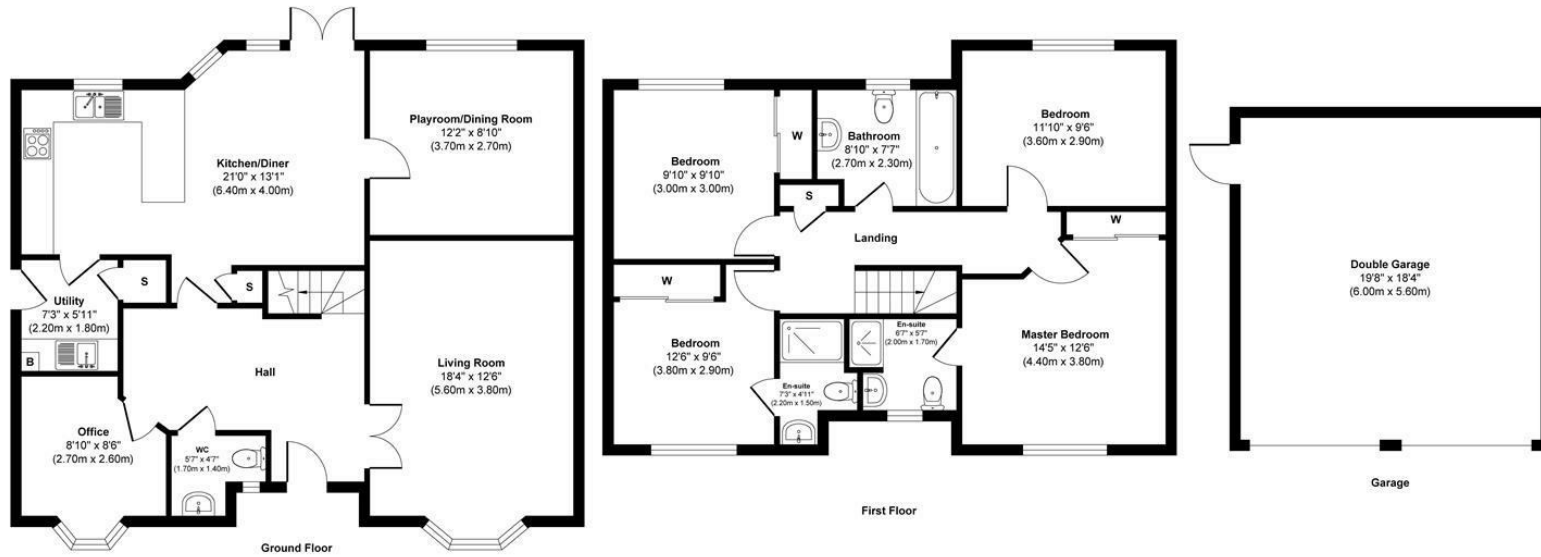 Kitchen/Diner
21'0" x 13'1"
(6.40m x 4.00m)
Playroom/Dining Room
12'2" x 8'10"
(3.70m x 2.70m)
Utility
7'3" x 5'11"
(2.20m x 1.80m)
S
S
B
Hall
Living Room
18'4" x 12'6"
(5.60m x 3.80m)
Office
8'10" x 8'6"
(2.70m x 2.60m)
WC
5'7" x 4'7"
(1.70m x 1.40m)
Ground Floor
Bedroom
9'10" x 9'10"
(3.00m x 3.00m)
W
Bathroom
8'10" x 7'7"
(2.70m x 2.30m)
Bedroom
11'10" x 9'6"
(3.60m x 2.90m)
S
W
Landing
W
Bedroom
12'6" x 9'6"
(3.80m x 2.90m)
En-suite
7'3" x 4'11"
(2.20m x 1.50m)
En-suite
6'7" x 5'7"
(2.00m x 1.70m)
Master Bedroom
14'5" x 12'6"
(4.40m x 3.80m)
First Floor
Double Garage
19'8" x 18'4"
(6.00m x 5.60m)
Garage